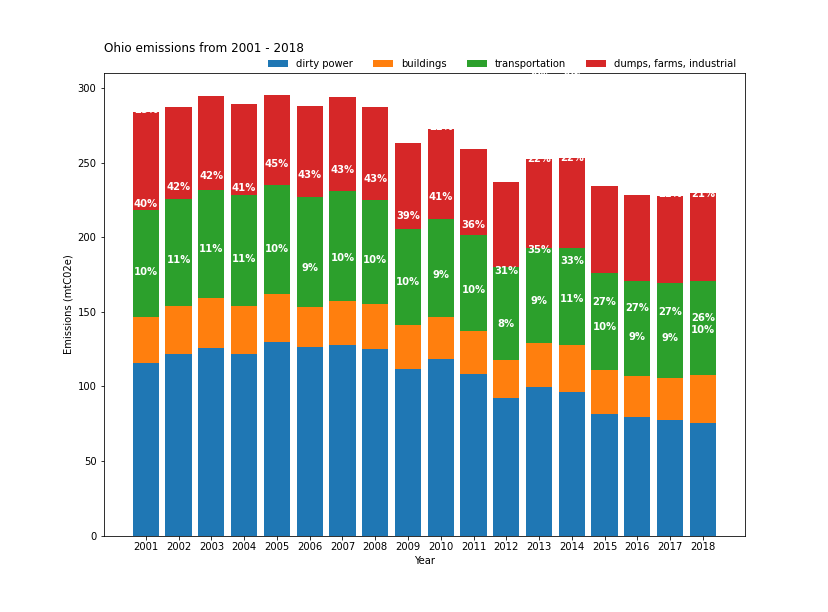 Ohio emissions from 2001 - 2018
dirty power buildings transportation dumps, farms, industrial
300
22% 22%
45%
42% 42% 41% 43% 43% 43%
250
40% 39% 41% 36%
21%
200
10% 11% 11% 11% 10% 9% 10% 10% 10% 9% 10% 31% 35% 33%
27% 27% 27% 26%
150
8% 9% 11% 10% 9% 9% 10%
100
50
0
Emissions (mtC02e)
2001 2002 2003 2004 2005 2006 2007 2008 2009 2010 2011 2012 2013 2014 2015 2016 2017 2018
Year